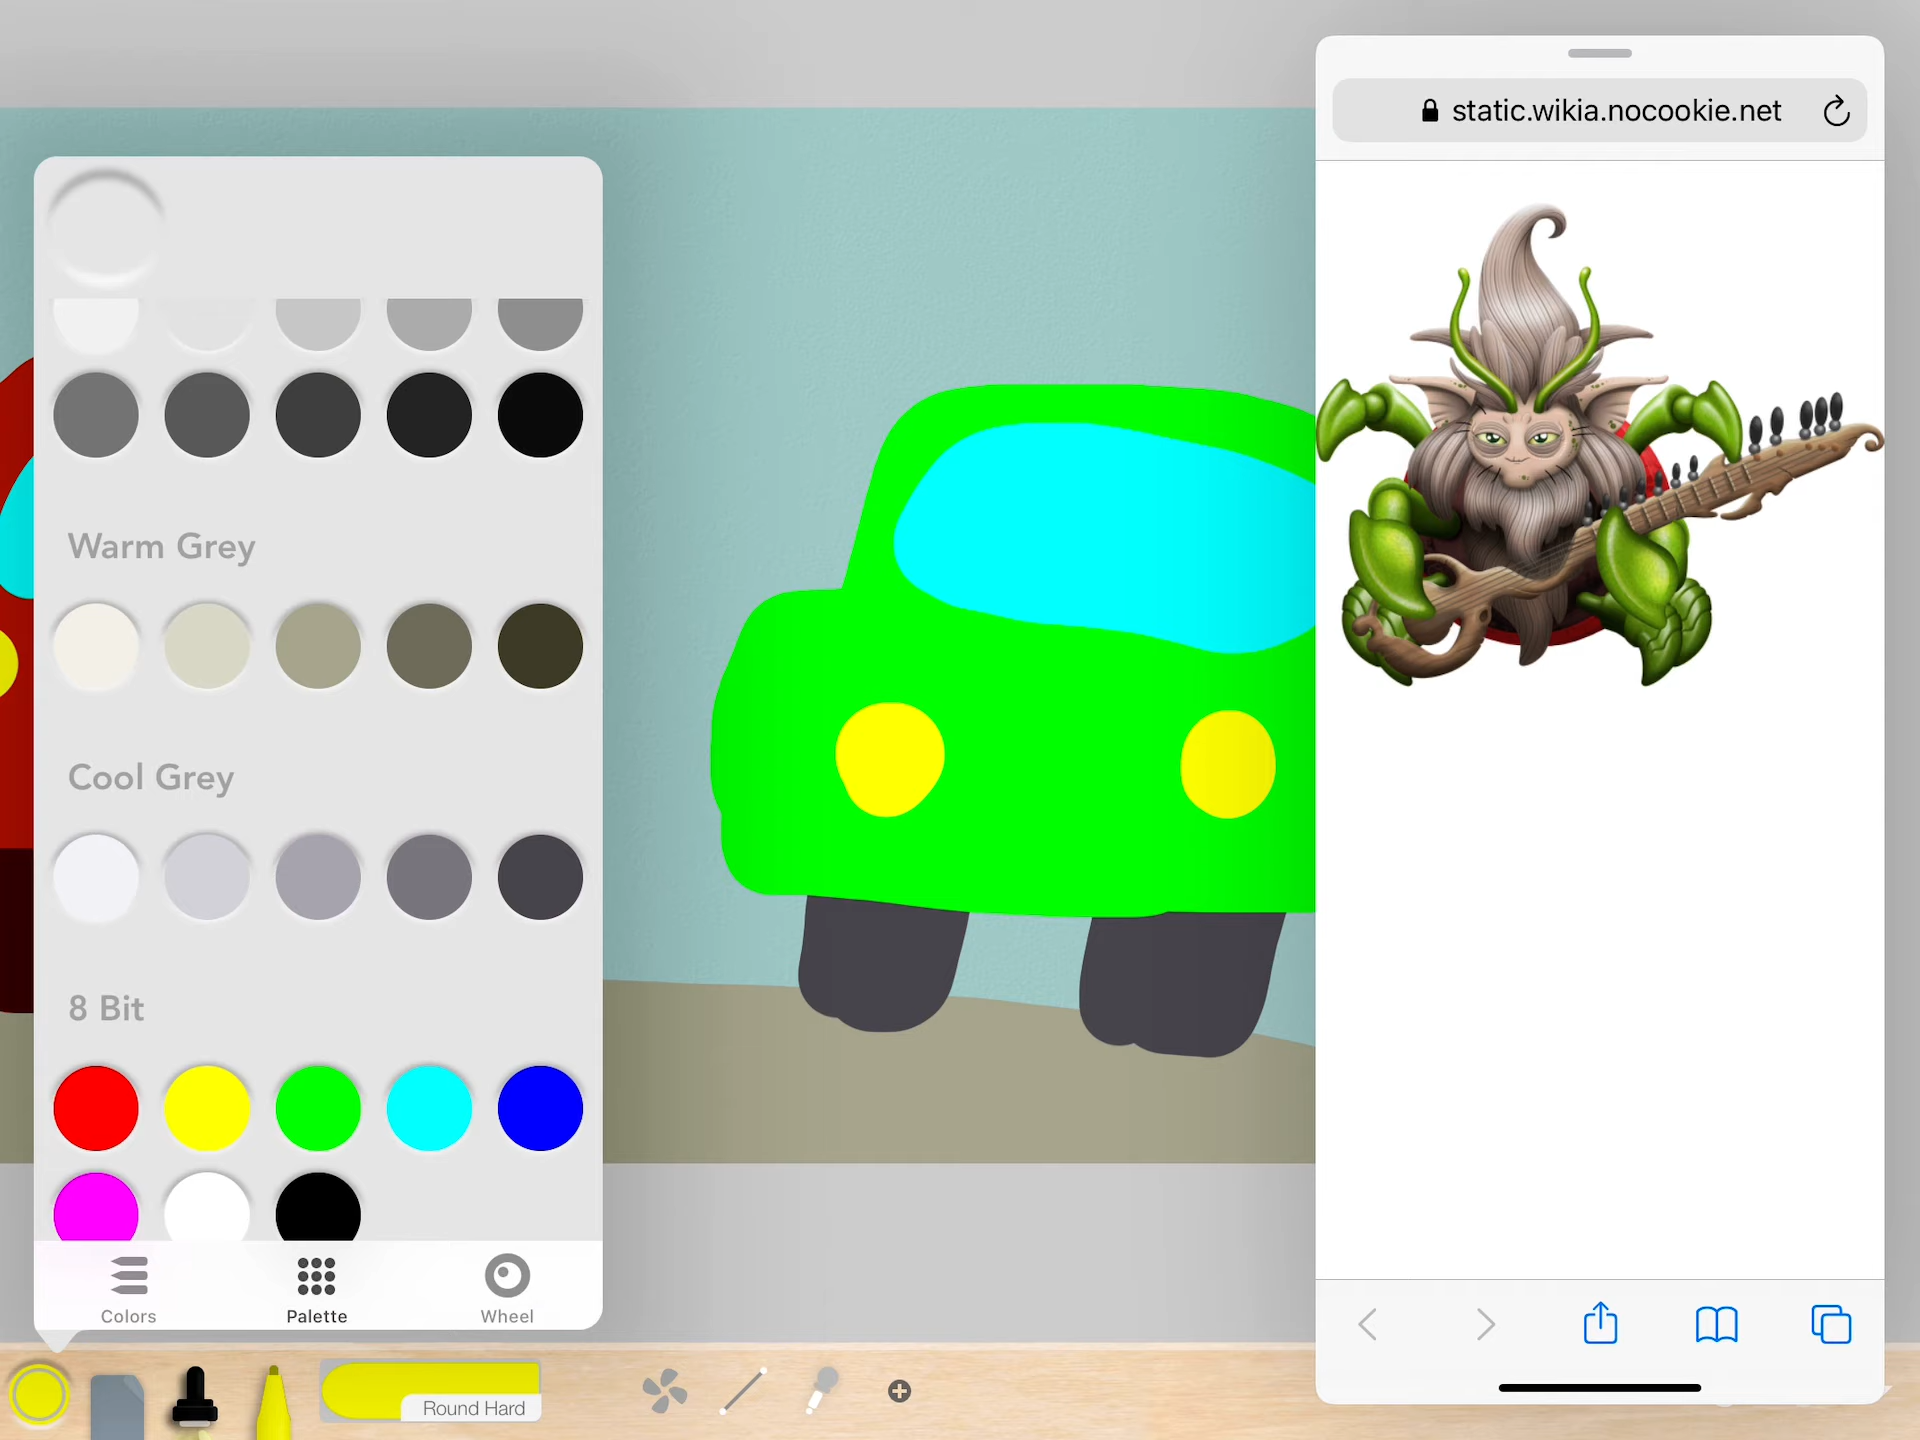 static.wikia.nocookie.net
Warm Grey
Cool Grey
8 Bit
Colors
Palette
Wheel
Round Hard